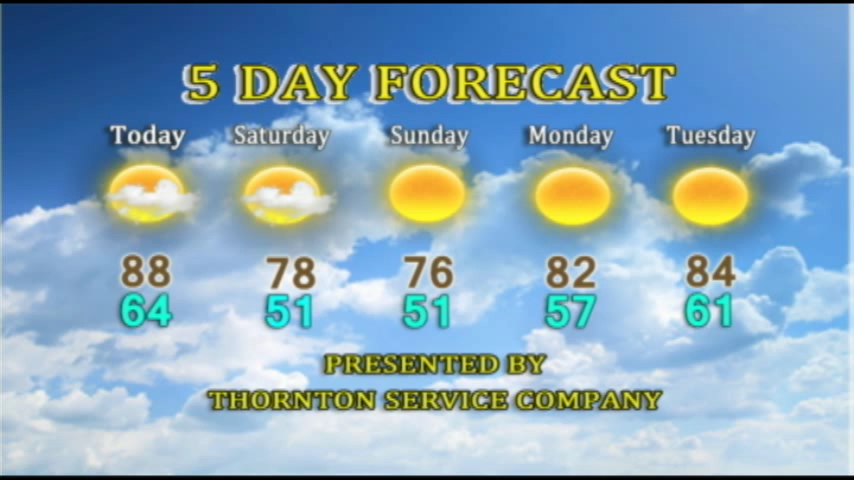 5 DAY FORECAST
Today Saturday Sunday Monday Tuesday
88 78 76 82 84
64 51 51 57 61
PRESENTED BY
THORNTON SERVICE COMPANY